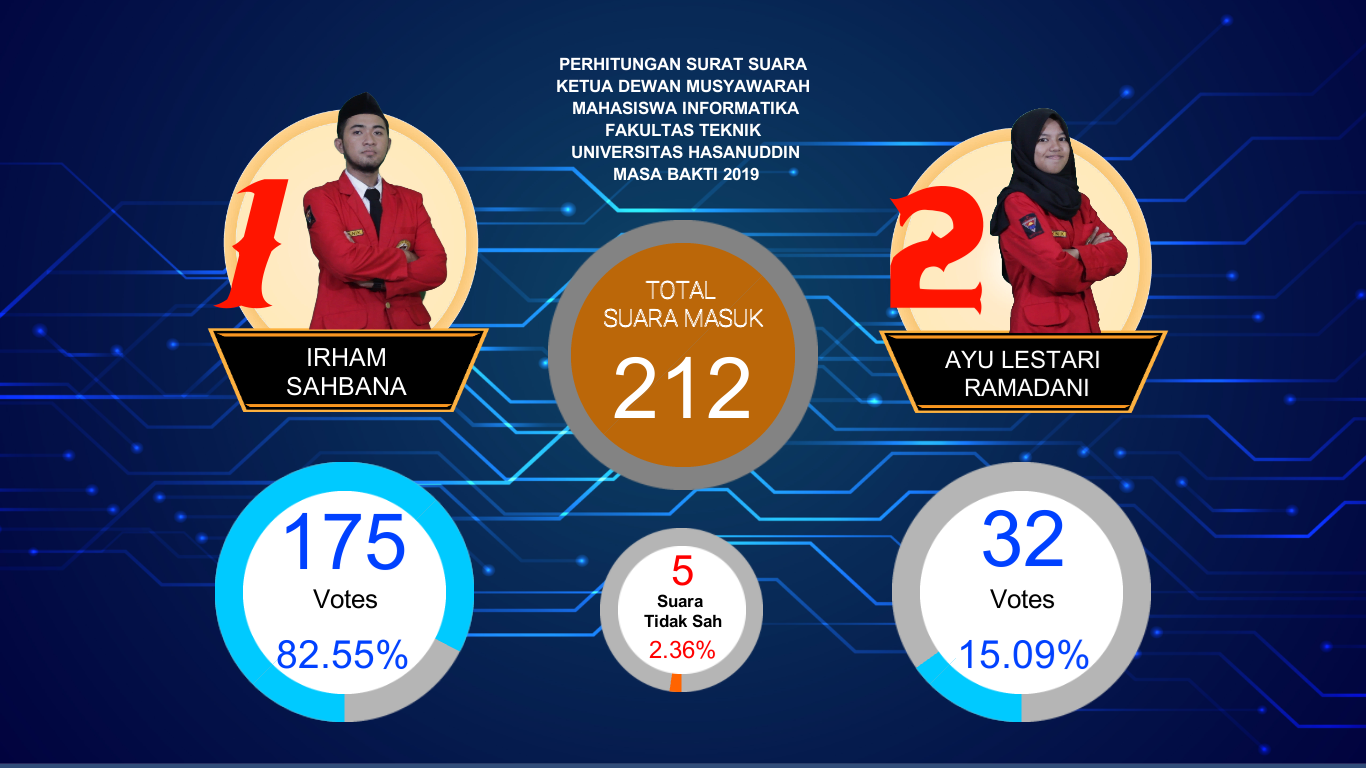 PERHITUNGAN SURAT SUARA
KETUA DEWAN MUSYAWARAH
MAHASISWA INFORMATIKA
FAKULTAS TEKNIK
UNIVERSITAS HASANUDDIN
MASA BAKTI 2019
1
IRHAM
SAHBANA
TOTAL
SUARA MASUK
212
2
AYU LESTARI
RAMADANI
175
Votes
82.55%
5
Suara
Tidak Sah
2.36%
32
Votes
15.09%